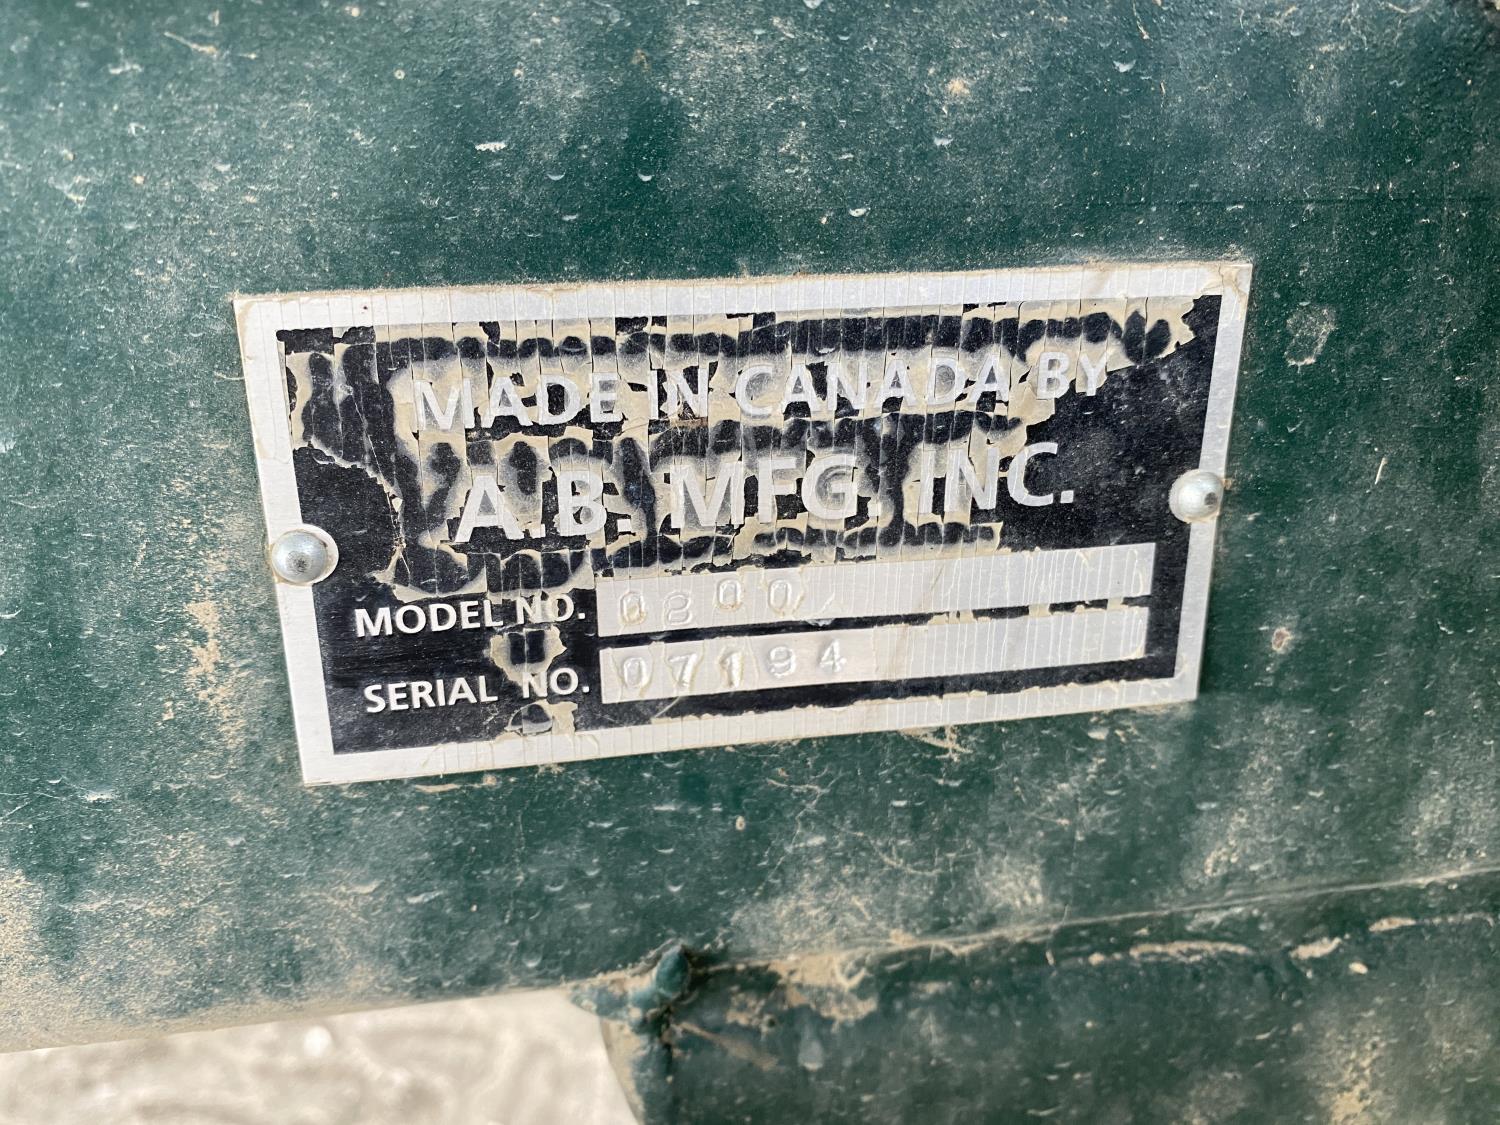 MADE IN CANADA BY
A.B. MFG. INC.
MODEL NO. 0800
SERIAL NO. 07194